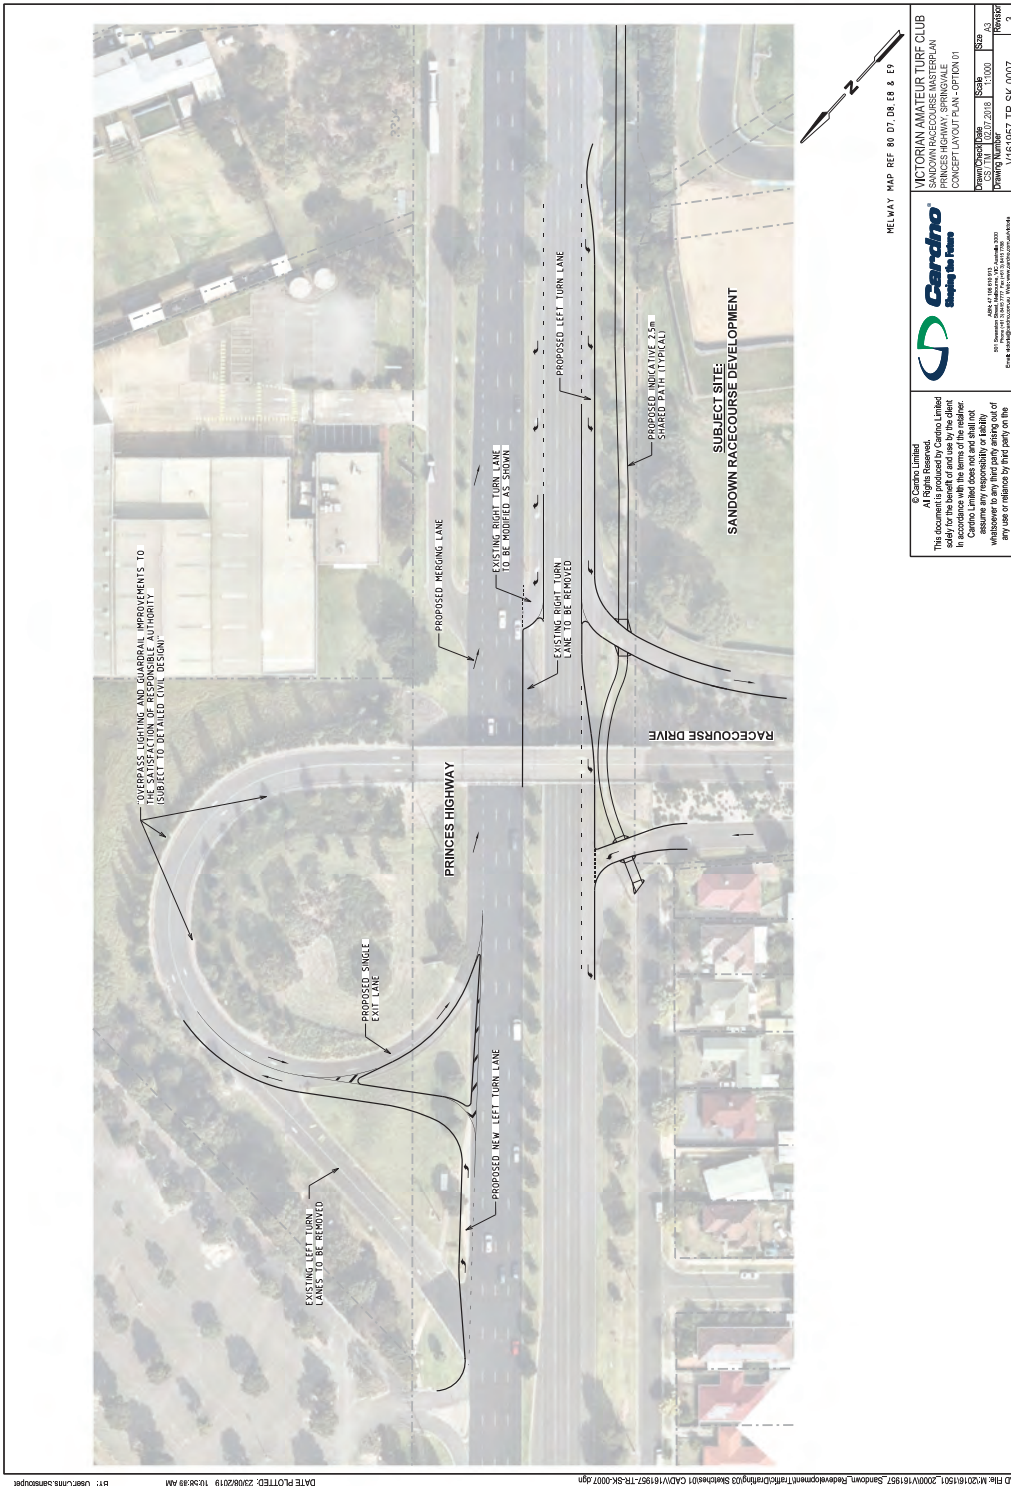 "OVERPASS LIGHTING AND GUARDRAIL IMPROVEMENTS TO
THE SATISFACTION OF RESPONSIBLE AUTHORITY
(SUBJECT TO DETAILED CIVIL DESIGN)"
PROPOSED MERGING LANE
EXISTING RIGHT TURN LANE
TO BE MODIFIED AS SHOWN
PROPOSED LEFT TURN LANE
EXISTING RIGHT TURN
LANE TO BE REMOVED
PROPOSED INDICATIVE 2.5m
SHARED PATH (TYPICAL)
SUBJECT SITE:
SANDOWN RACECOURSE DEVELOPMENT
RACECOURSE DRIVE
PRINCES HIGHWAY
PROPOSED SINGLE
EXIT LANE
PROPOSED NEW LEFT TURN LANE
EXISTING LEFT TURN
LANES TO BE REMOVED
N
MELWAY MAP REF 80 D7, D8, E8 & E9
VICTORIAN AMATEUR TURF CLUB
SANDOWN RACECOURSE MASTERPLAN
PRINCES HIGHWAY, SPRINGVALE
CONCEPT LAYOUT PLAN - OPTION 01
Drawn/Check Date Scale Size
CS / TM 02.07.2018 1:1000 A3
Drawing Number Revision
V161957-TR-SK-0007 3
Cardno®
Shaping the Future
© Cardno Limited
All Rights Reserved.
This document is produced by Cardno Limited
solely for the benefit of and use by the client
in accordance with the terms of the retainer.
Cardno Limited does not and shall not
assume any responsibility or liability
whatsoever to any third party arising out of
any use or reliance by third party on the
DATE PLOTTED: 23/08/2019 10:58:39 AM